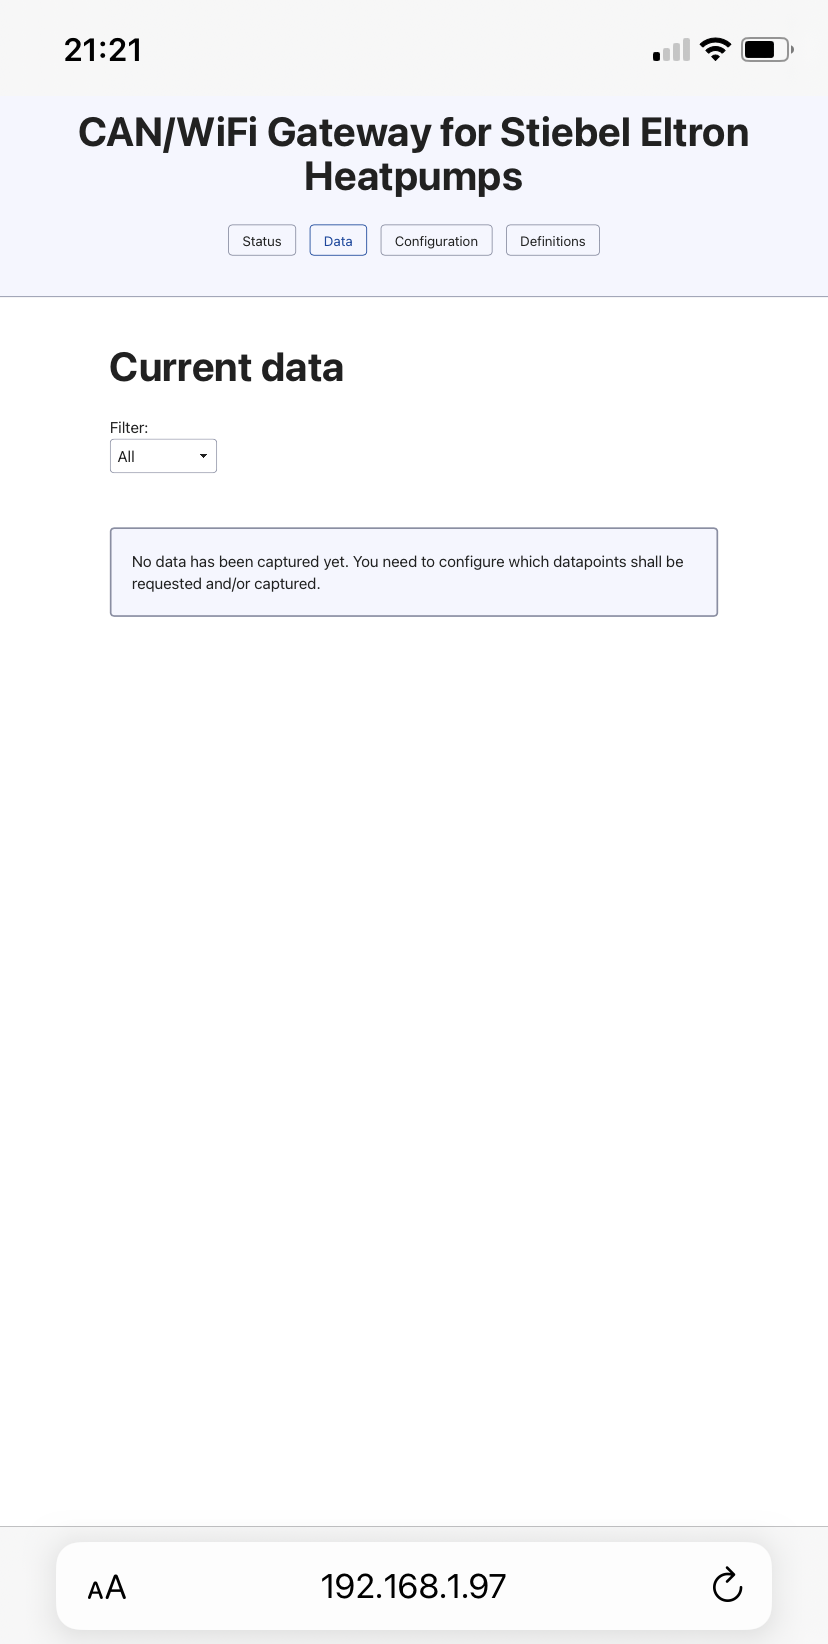 21:21
CAN/WiFi Gateway for Stiebel Eltron
Heatpumps
Status
Data
Configuration
Definitions
Current data
Filter:
All
No data has been captured yet. You need to configure which datapoints shall be
requested and/or captured.
AA
192.168.1.97